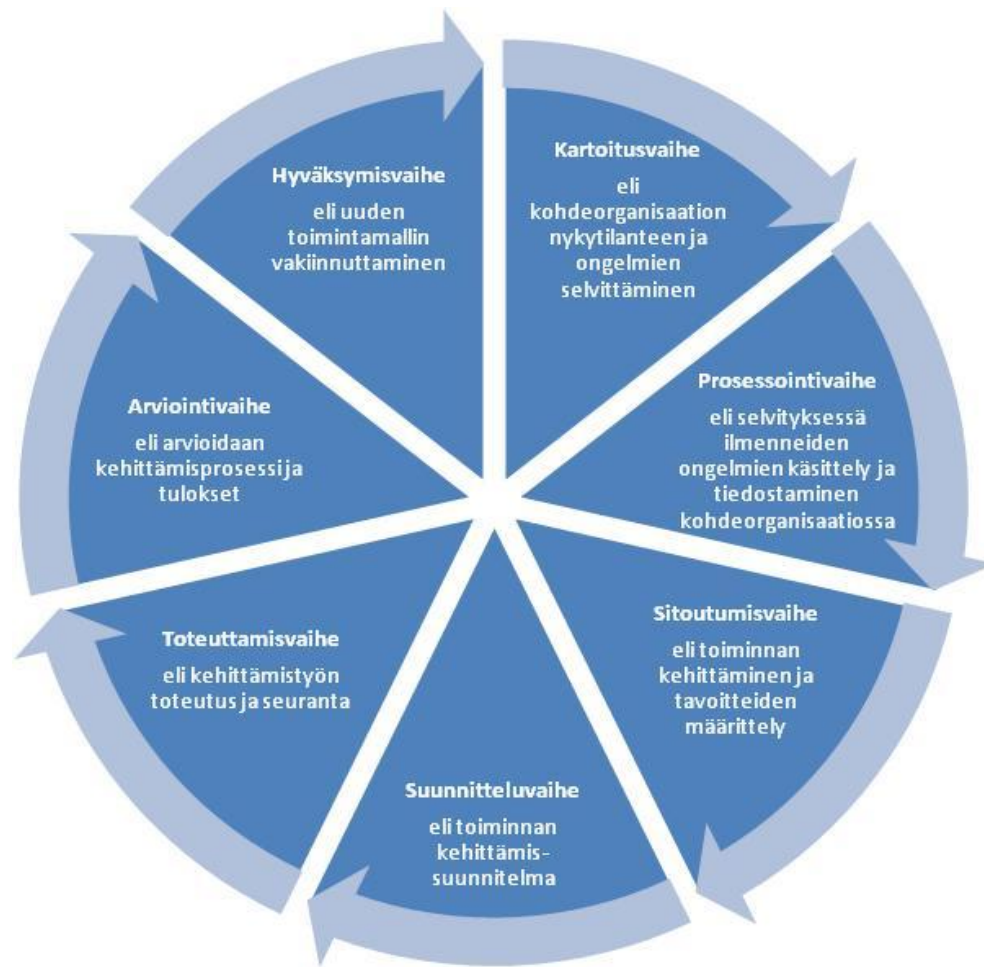 Kartoitusvaihe
eli
kohdeorganisaation
nykytilanteen ja
ongelmien
selvittäminen
Prosessointivaihe
eli selvityksessä
ilmenneiden
ongelmien käsittely ja
tiedostaminen
kohdeorganisaatiossa
Sitoutumisvaihe
eli toiminnan
kehittäminen ja
tavoitteiden
määrittely
Suunnitteluvaihe
eli toiminnan
kehittämis-
suunnitelma
Toteuttamisvaihe
eli kehittämistyön
toteutus ja seuranta
Arviointivaihe
eli arvioidaan
kehittämisprosessi ja
tulokset
Hyväksymisvaihe
eli uuden
toimintamallin
vakiinnuttaminen